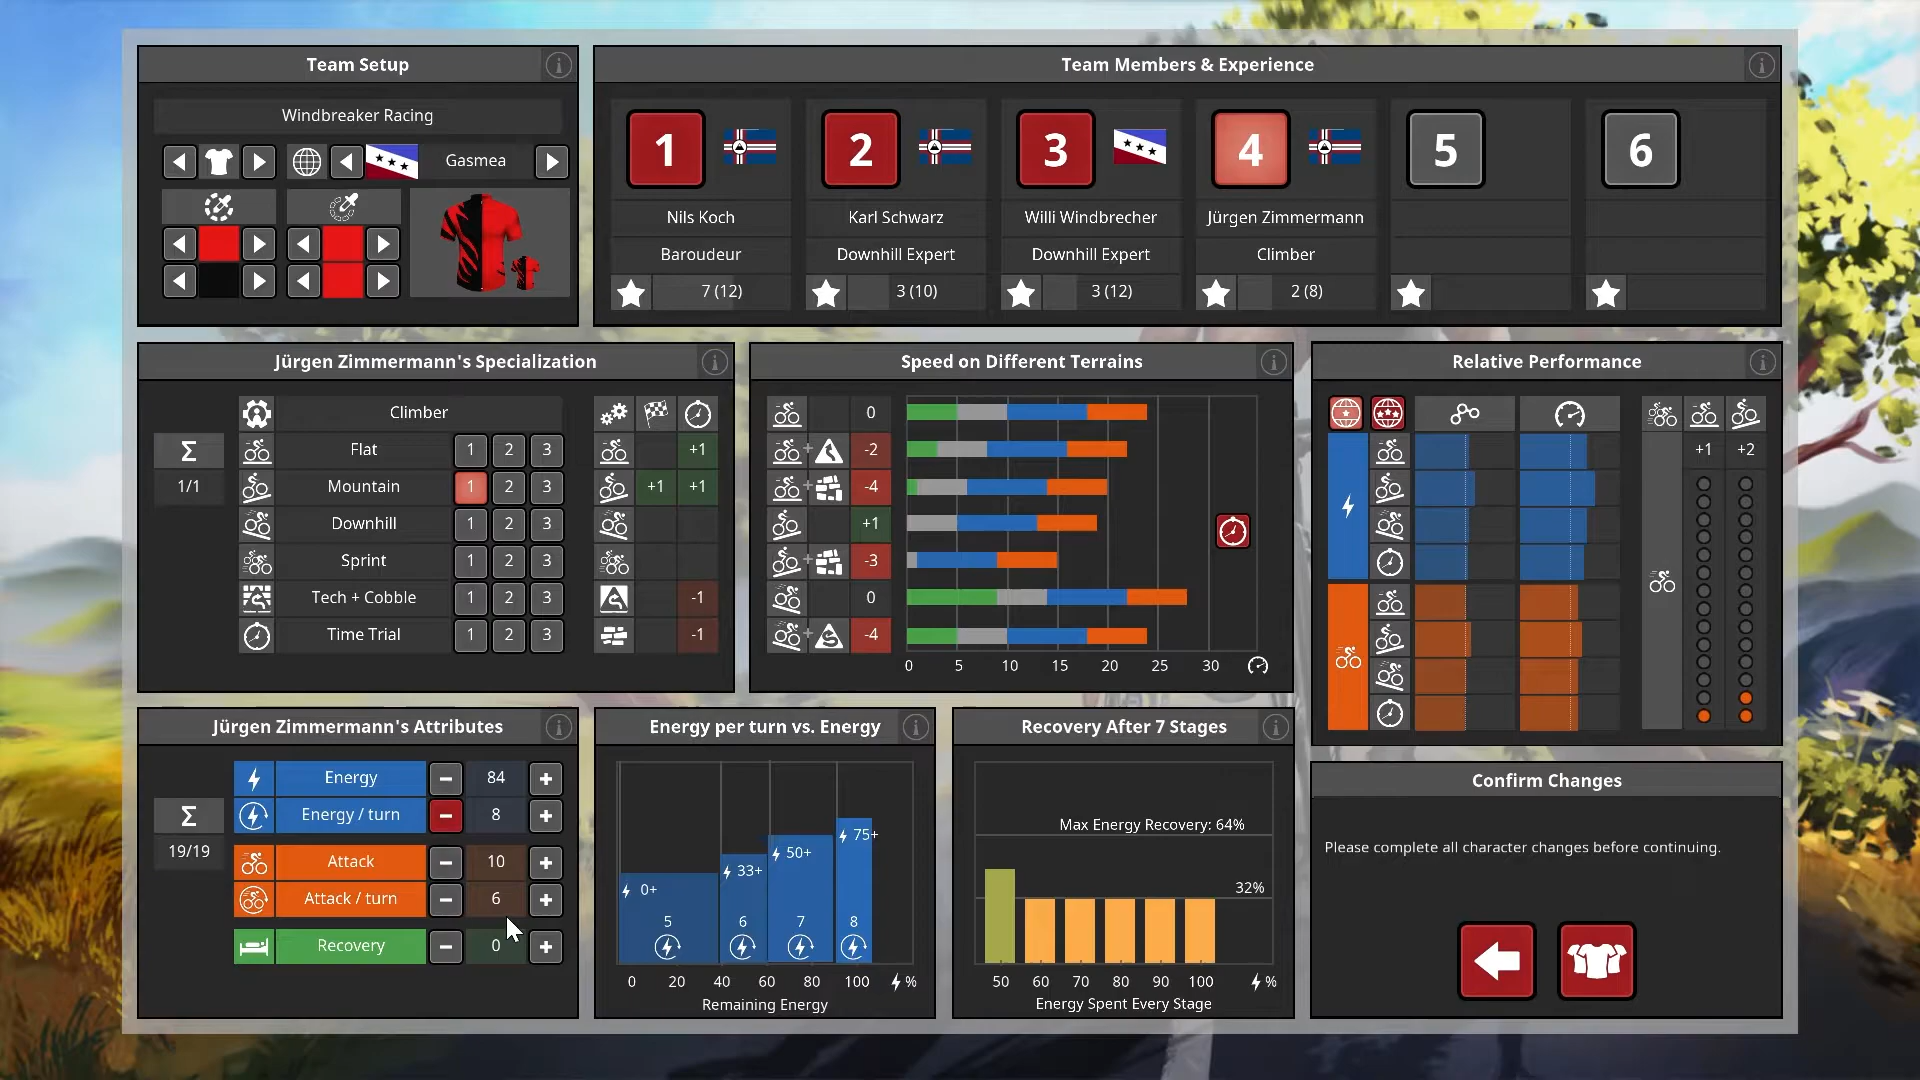 Team Setup
Windbreaker Racing
Gasmea
Team Members & Experience
1
2
3
4
5
6
Nils Koch
Karl Schwarz
Willi Windbrecher
Jürgen Zimmermann
Baroudeur
Downhill Expert
Downhill Expert
Climber
7 (12)
3 (10)
3 (12)
2 (8)
Jürgen Zimmermann's Specialization
Climber
Σ
1/1
Flat 1 2 3 +1
Mountain 1 2 3 +1 +1
Downhill 1 2 3
Sprint 1 2 3
Tech + Cobble 1 2 3 -1
Time Trial 1 2 3 -1
Speed on Different Terrains
0
+ -2
+ -4
+1
+ -3
0
+ -4
0 5 10 15 20 25 30
Relative Performance
+1 +2
Jürgen Zimmermann's Attributes
Σ
19/19
Energy 84
Energy / turn 8
Attack 10
Attack / turn 6
Recovery 0
Energy per turn vs. Energy
75+
50+
33+
0+
5 6 7 8
0 20 40 60 80 100 %
Remaining Energy
Recovery After 7 Stages
Max Energy Recovery: 64%
32%
50 60 70 80 90 100 %
Energy Spent Every Stage
Confirm Changes
Please complete all character changes before continuing.